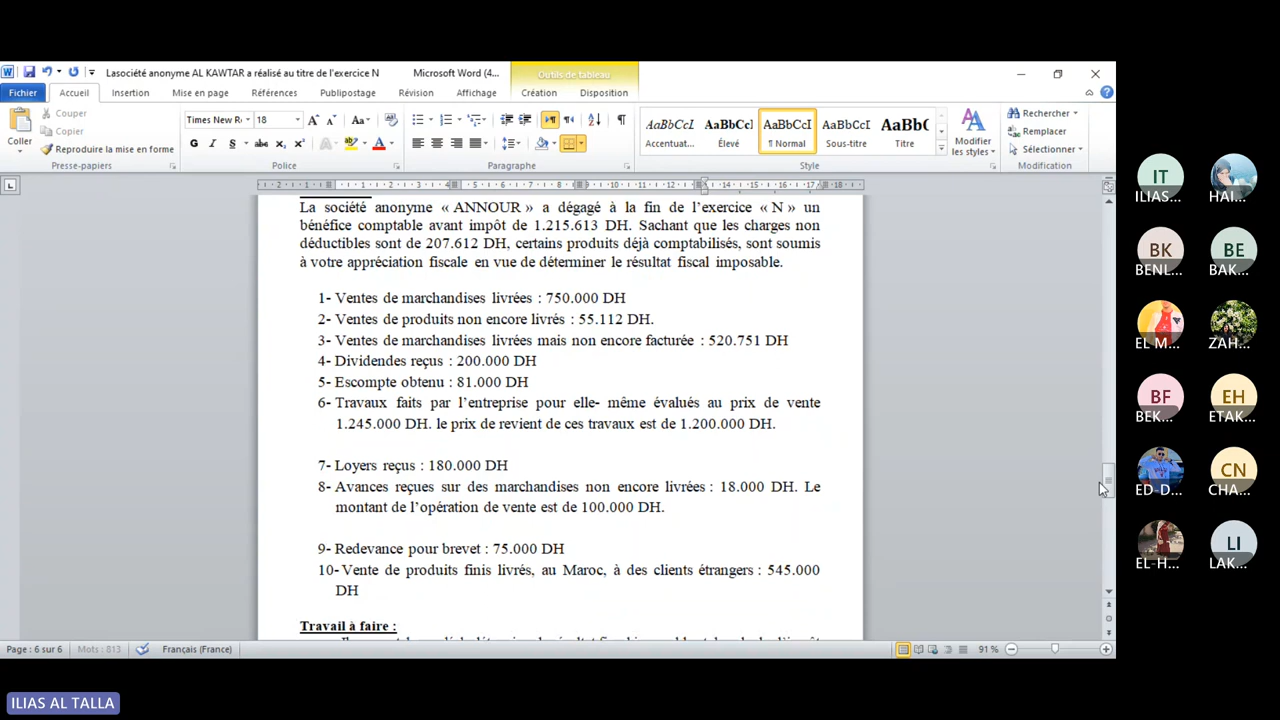 Lasociété anonyme AL KAWTAR a réalisé au titre de l'exercice N
Microsoft Word (4...
Outils de tableau
Fichier
Accueil
Insertion
Mise en page
Références
Publipostage
Révision
Affichage
Création
Disposition
Coller
Couper
Copier
Reproduire la mise en forme
Presse-papiers
Times New R
18
Police
Paragraphe
AaBbCcL
Accentuat...
AaBbCcI
Élevé
AaBbCcI
¶ Normal
AaBbCcI
Sous-titre
AaBb(
Titre
Modifier
les styles
Style
Rechercher
Remplacer
Sélectionner
Modification
La société anonyme « ANNOUR » a dégagé à la fin de l'exercice « N » un
bénéfice comptable avant impôt de 1.215.613 DH. Sachant que les charges non
déductibles sont de 207.612 DH, certains produits déjà comptabilisés, sont soumis
à votre appréciation fiscale en vue de déterminer le résultat fiscal imposable.
1- Ventes de marchandises livrées : 750.000 DH
2- Ventes de produits non encore livrés : 55.112 DH.
3- Ventes de marchandises livrées mais non encore facturée : 520.751 DH
4- Dividendes reçus : 200.000 DH
5- Escompte obtenu : 81.000 DH
6- Travaux faits par l'entreprise pour elle- même évalués au prix de vente
1.245.000 DH. le prix de revient de ces travaux est de 1.200.000 DH.
7- Loyers reçus : 180.000 DH
8- Avances reçues sur des marchandises non encore livrées : 18.000 DH. Le
montant de l'opération de vente est de 100.000 DH.
9- Redevance pour brevet : 75.000 DH
10- Vente de produits finis livrés, au Maroc, à des clients étrangers : 545.000
DH
Travail à faire :
Page : 6 sur 6
Mots : 813
Français (France)
91 %
IT
ILIAS...
HAI...
BK
BENL...
BE
BAK...
EL M...
ZAH...
BF
BEK...
EH
ETAK...
ED-D...
CN
CHA...
EL-H...
LI
LAK...
ILIAS AL TALLA